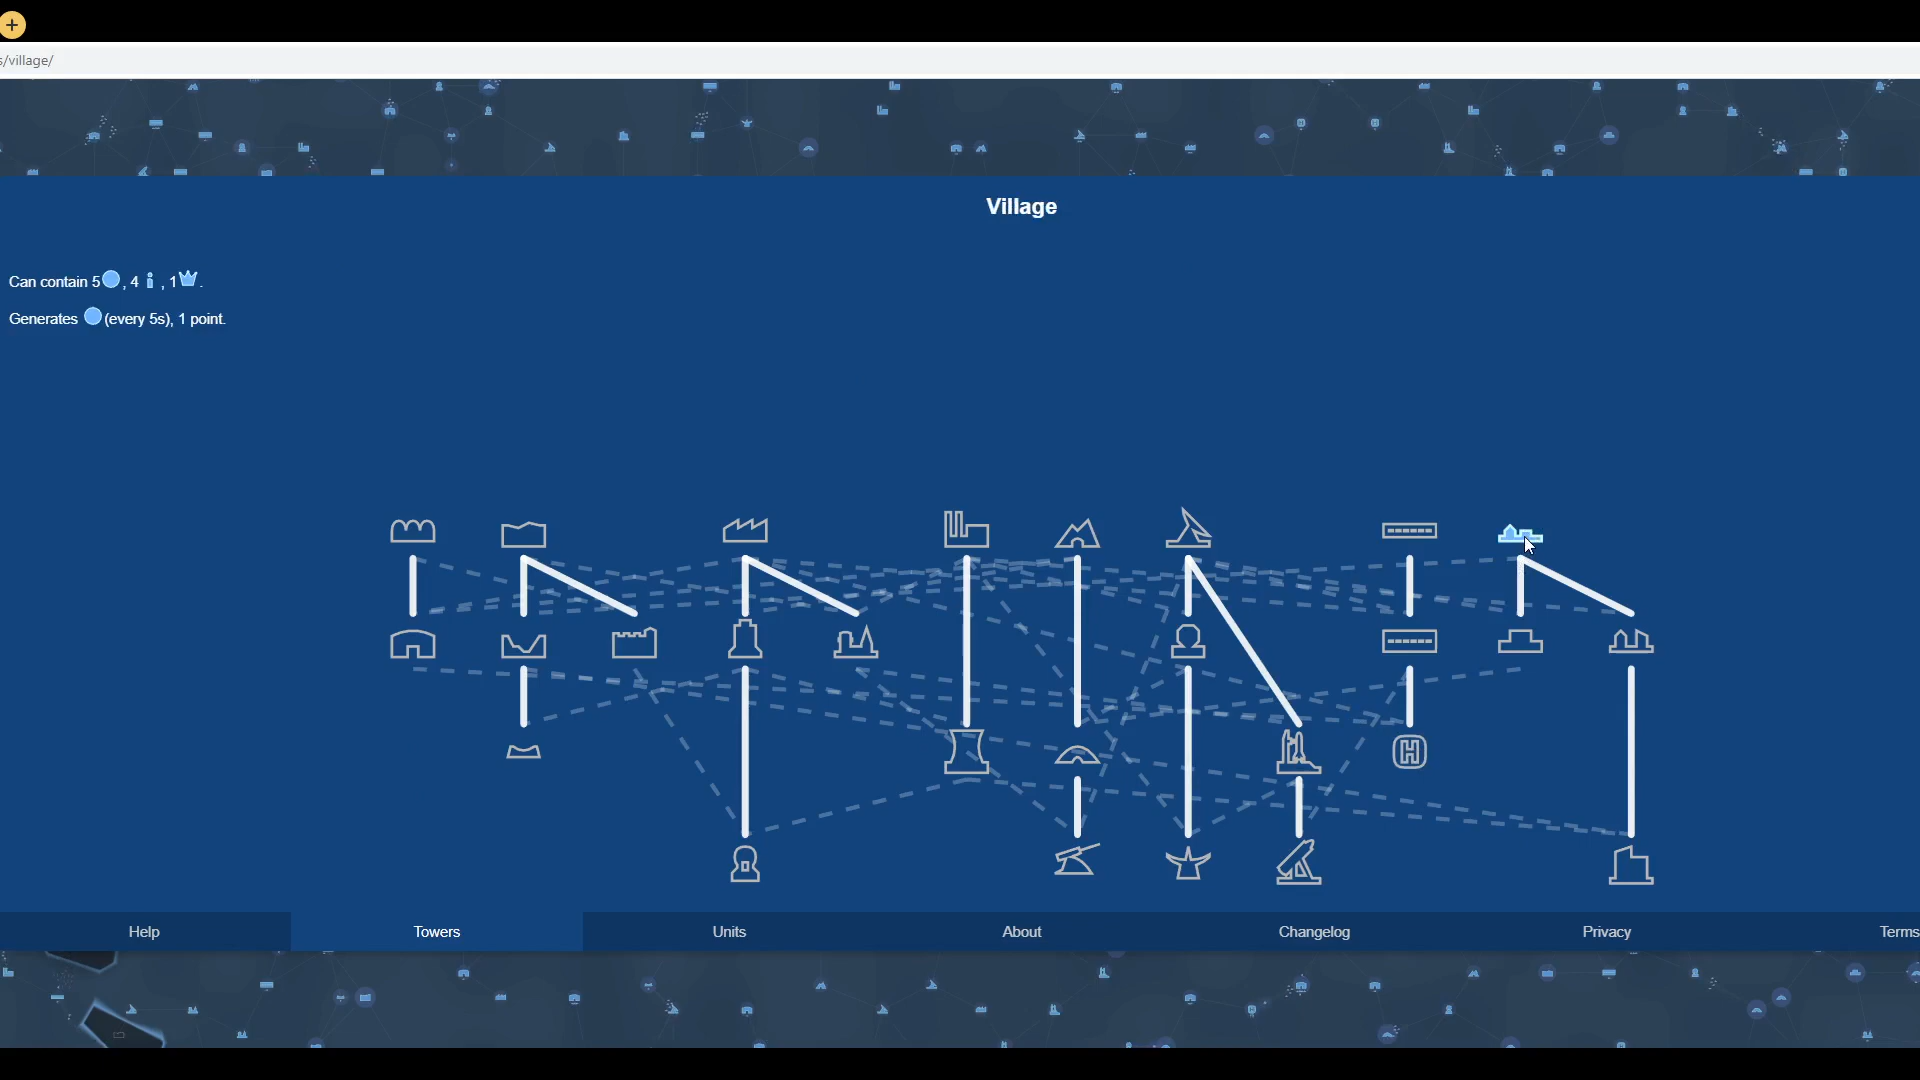 s/village/
Village
Can contain 5 , 4 , 1 .
Generates (every 5s), 1 point.
H
Help Towers Units About Changelog Privacy Terms